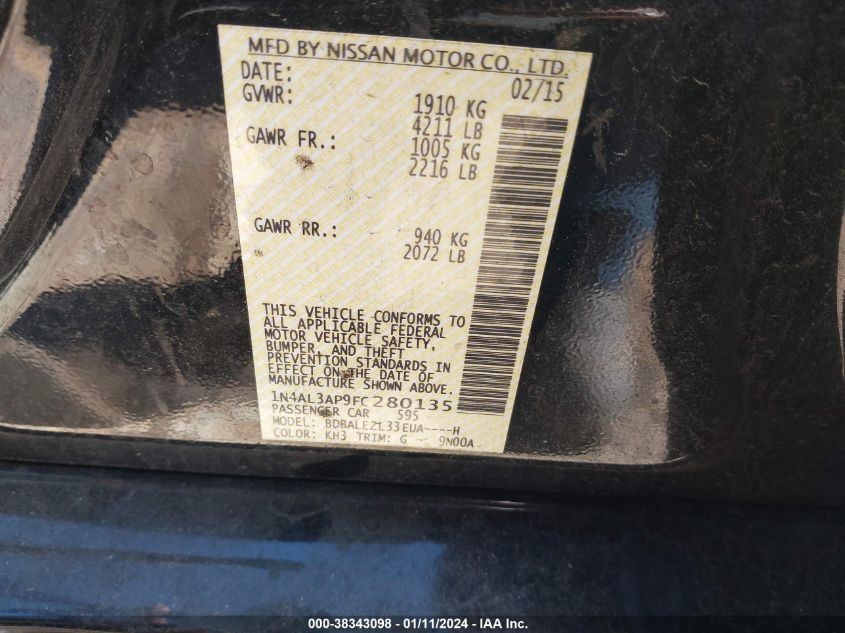 MFD BY NISSAN MOTOR CO., LTD.
DATE: 02/15
GVWR: 1910 KG
4211 LB
GAWR FR.: 1005 KG
2216 LB
GAWR RR.: 940 KG
2072 LB
THIS VEHICLE CONFORMS TO
ALL APPLICABLE FEDERAL
MOTOR VEHICLE SAFETY,
BUMPER, AND THEFT
PREVENTION STANDARDS IN
EFFECT ON THE DATE OF
MANUFACTURE SHOWN ABOVE.
1N4AL3AP9FC280135
PASSENGER CAR 595
MODEL: BDBALEZL33EUA----H
COLOR: KH3 TRIM: G 9N00A
000-38343098 - 01/11/2024 - IAA Inc.